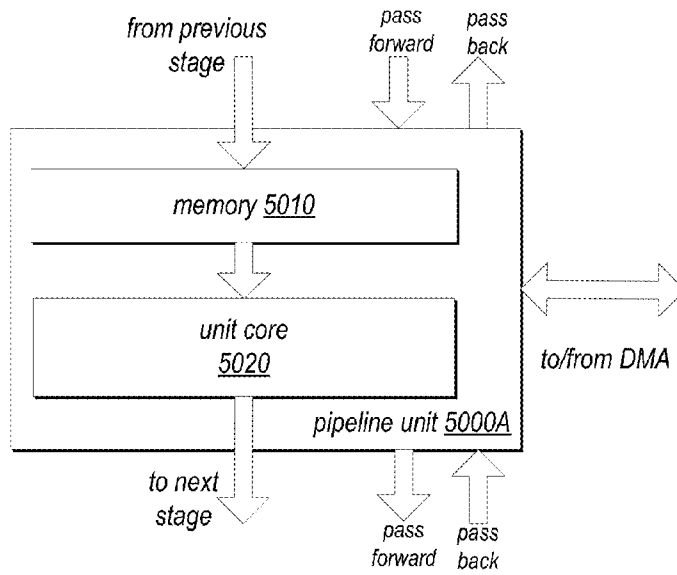 from previous
stage
pass
forward
pass
back
memory 5010
unit core
5020
to/from DMA
pipeline unit 5000A
to next
stage
pass
forward
pass
back